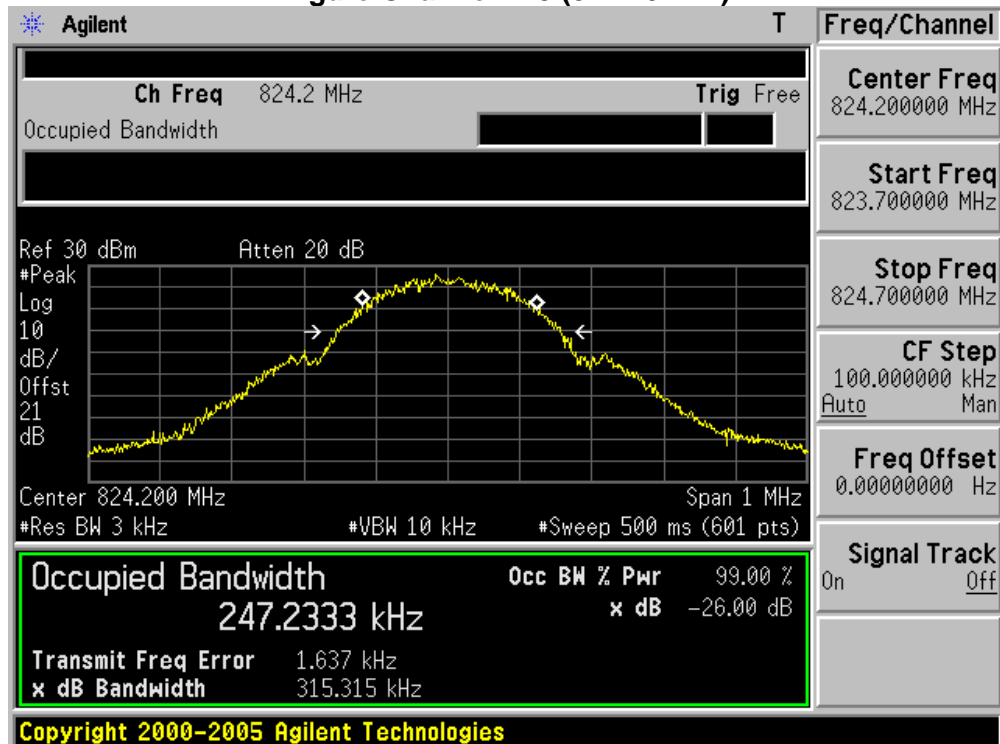 Agilent T Freq/Channel
Ch Freq 824.2 MHz Trig Free
Occupied Bandwidth
Center Freq
824.200000 MHz
Start Freq
823.700000 MHz
Stop Freq
824.700000 MHz
CF Step
100.000000 kHz
Auto Man
Freq Offset
0.00000000 Hz
Signal Track
On Off
Ref 30 dBm Atten 20 dB
#Peak
Log
10
dB/
Offst
21
dB
Center 824.200 MHz Span 1 MHz
#Res BW 3 kHz #VBW 10 kHz #Sweep 500 ms (601 pts)
Occupied Bandwidth Occ BW % Pwr 99.00 %
247.2333 kHz x dB -26.00 dB
Transmit Freq Error 1.637 kHz
x dB Bandwidth 315.315 kHz
Copyright 2000-2005 Agilent Technologies